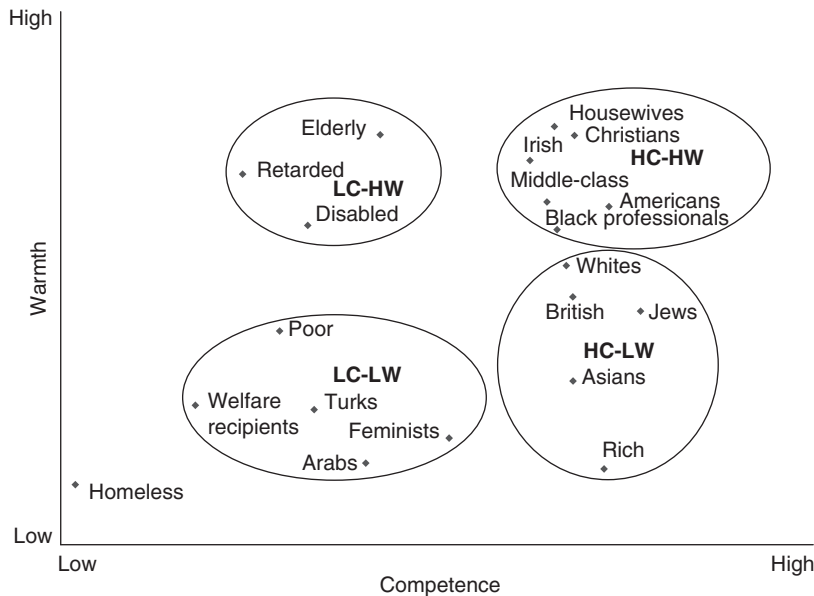 High
Housewives
Elderly
Christians
Irish
HC-HW
Retarded
LC-HW
Middle-class
Americans
Disabled
Black professionals
Whites
Warmth
British
Jews
Poor
HC-LW
LC-LW
Asians
Welfare
recipients
Turks
Feminists
Rich
Arabs
Homeless
Low
Low
High
Competence